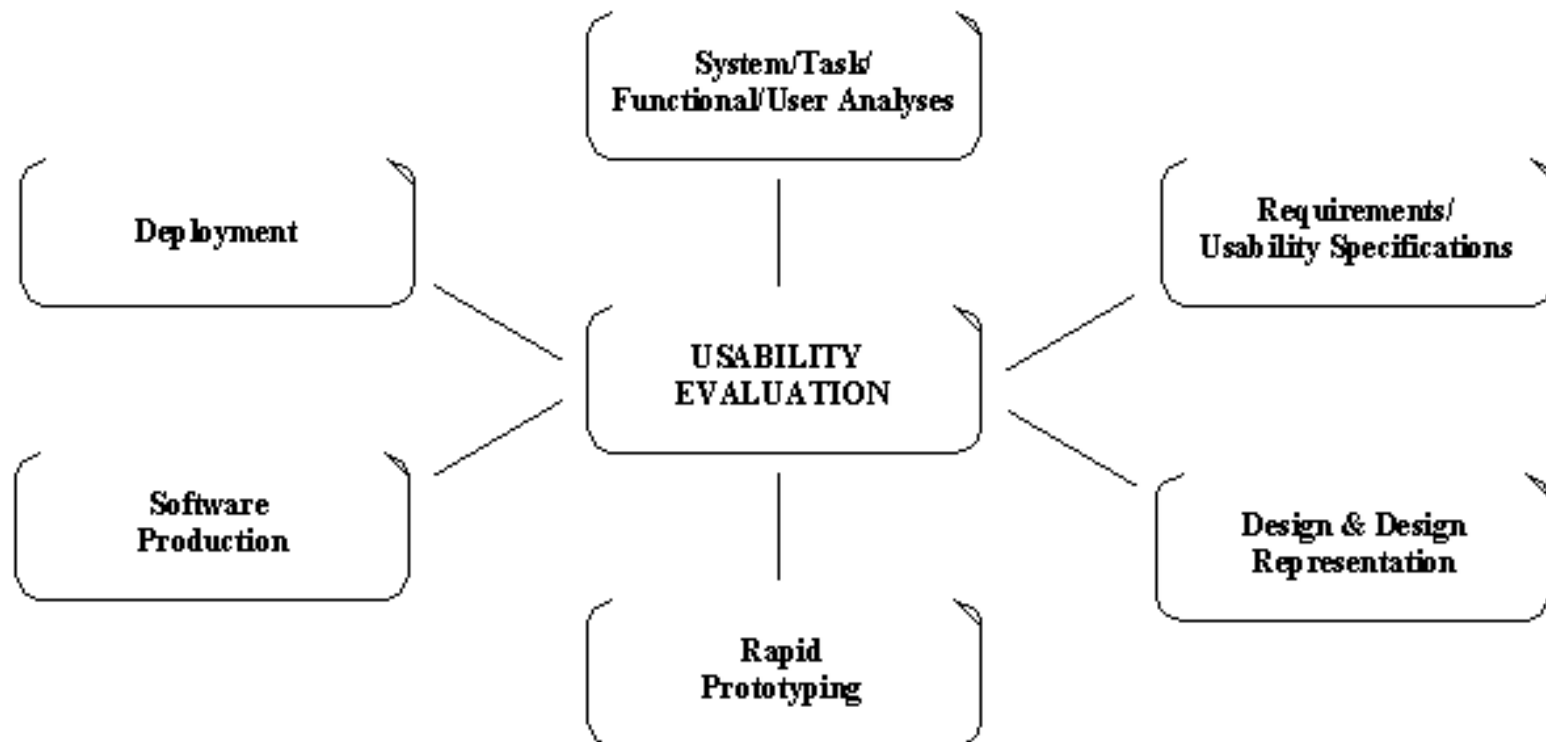 System/Task/
Functional/User Analyses
Deployment
Requirements/
Usability Specifications
USABILITY
EVALUATION
Software
Production
Design & Design
Representation
Rapid
Prototyping